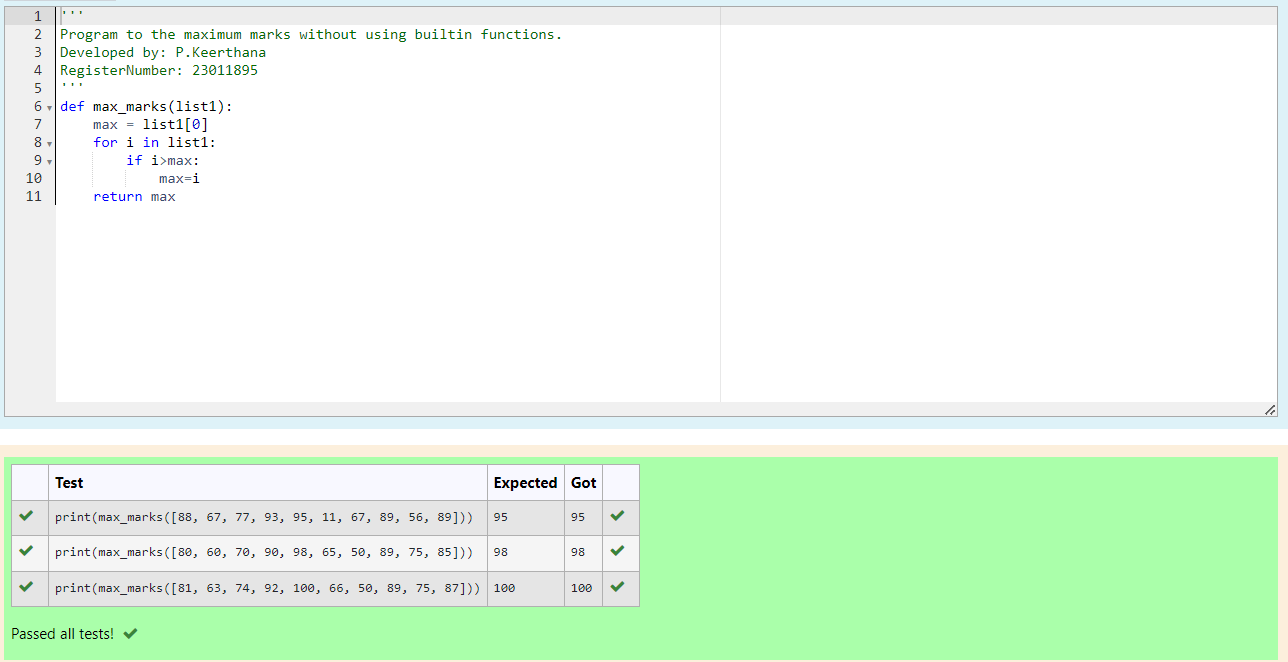 1 '''
2 Program to the maximum marks without using builtin functions.
3 Developed by: P.Keerthana
4 RegisterNumber: 23011895
5 '''
6 def max_marks(list1):
7     max = list1[0]
8     for i in list1:
9         if i>max:
10             max=i
11     return max
Test Expected Got
print(max_marks([88, 67, 77, 93, 95, 11, 67, 89, 56, 89])) 95 95
print(max_marks([80, 60, 70, 90, 98, 65, 50, 89, 75, 85])) 98 98
print(max_marks([81, 63, 74, 92, 100, 66, 50, 89, 75, 87])) 100 100
Passed all tests!